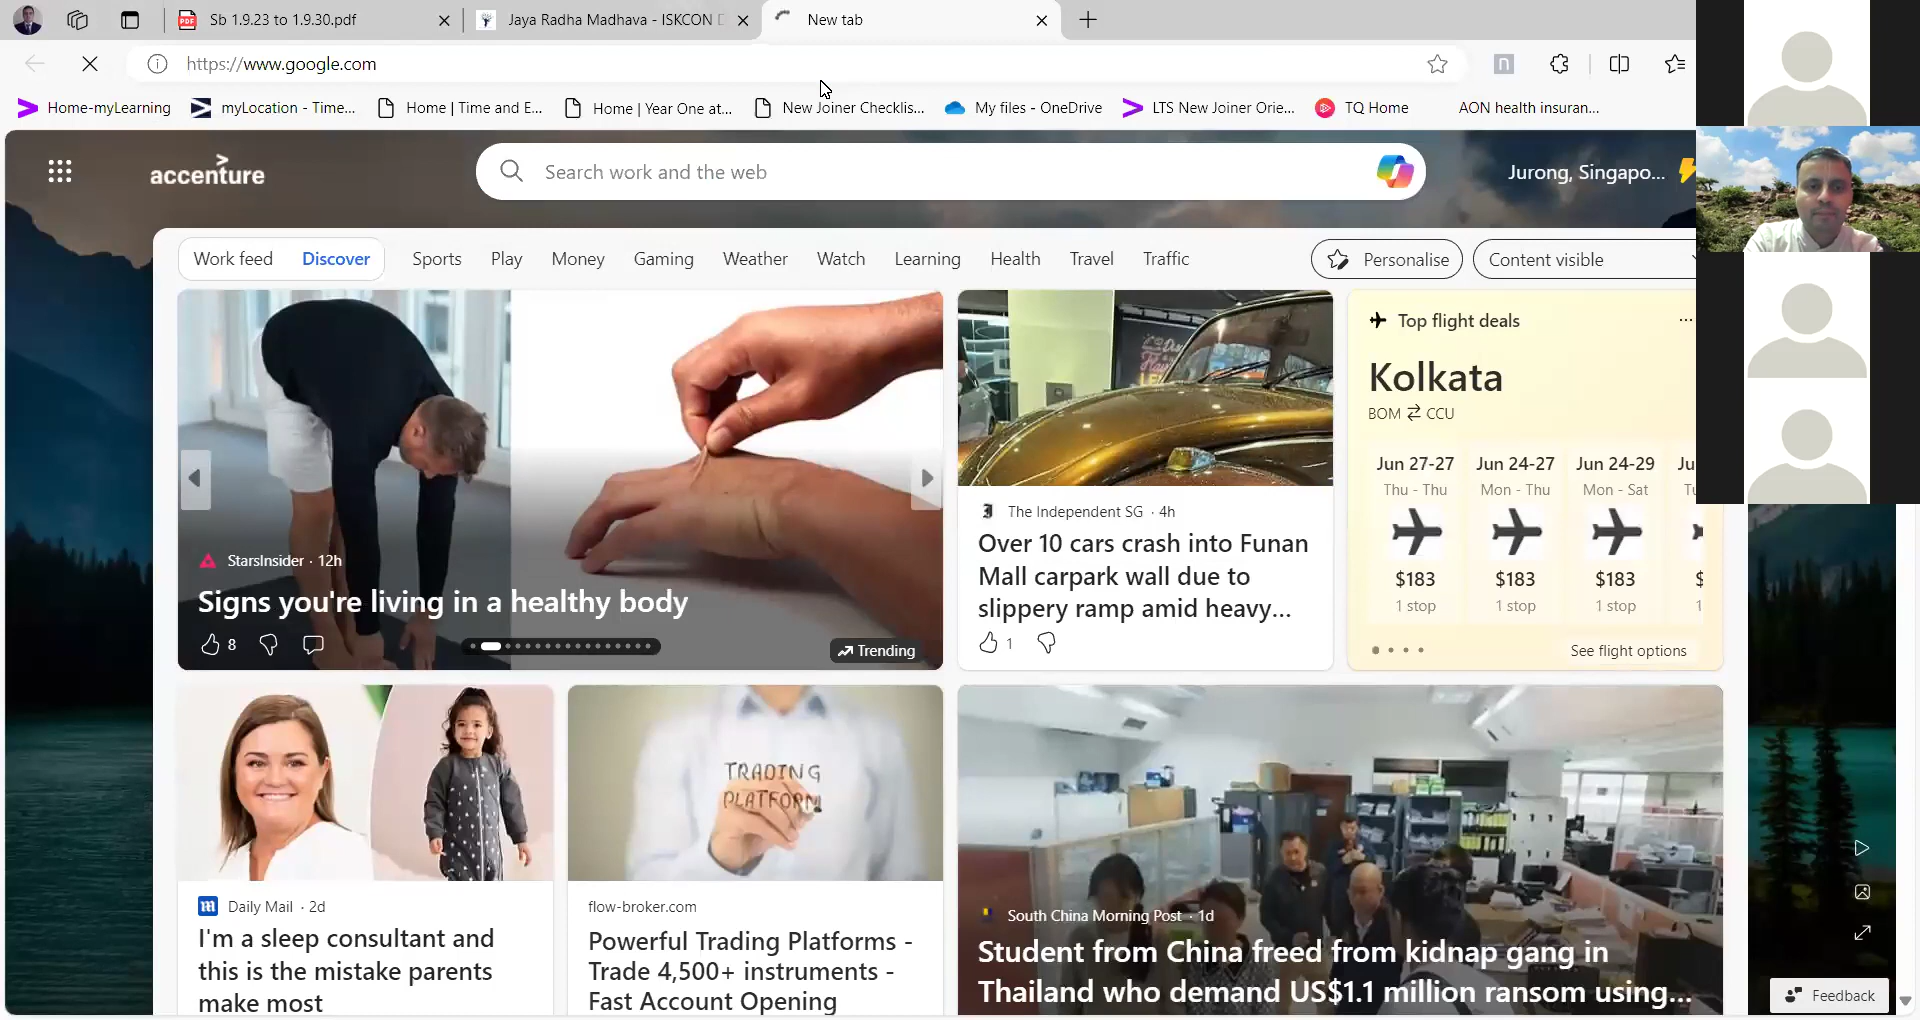 Sb 1.9.23 to 1.9.30.pdf
Jaya Radha Madhava - ISKCON D
New tab
https://www.google.com
Home-myLearning
myLocation - Time...
Home | Time and E...
Home | Year One at...
New Joiner Checklis...
My files - OneDrive
LTS New Joiner Orie...
TQ Home
AON health insuran...
accenture
Search work and the web
Jurong, Singapo...
Work feed
Discover
Sports
Play
Money
Gaming
Weather
Watch
Learning
Health
Travel
Traffic
Personalise
Content visible
StarsInsider · 12h
Signs you're living in a healthy body
8
Trending
The Independent SG · 4h
Over 10 cars crash into Funan
Mall carpark wall due to
slippery ramp amid heavy...
1
Top flight deals
Kolkata
BOM ⇄ CCU
Jun 27-27
Thu - Thu
$183
1 stop
Jun 24-27
Mon - Thu
$183
1 stop
Jun 24-29
Mon - Sat
$183
1 stop
See flight options
Daily Mail · 2d
I'm a sleep consultant and
this is the mistake parents
make most
TRADING
PLATFORM
flow-broker.com
Powerful Trading Platforms -
Trade 4,500+ instruments -
Fast Account Opening
South China Morning Post · 1d
Student from China freed from kidnap gang in
Thailand who demand US$1.1 million ransom using...
Feedback